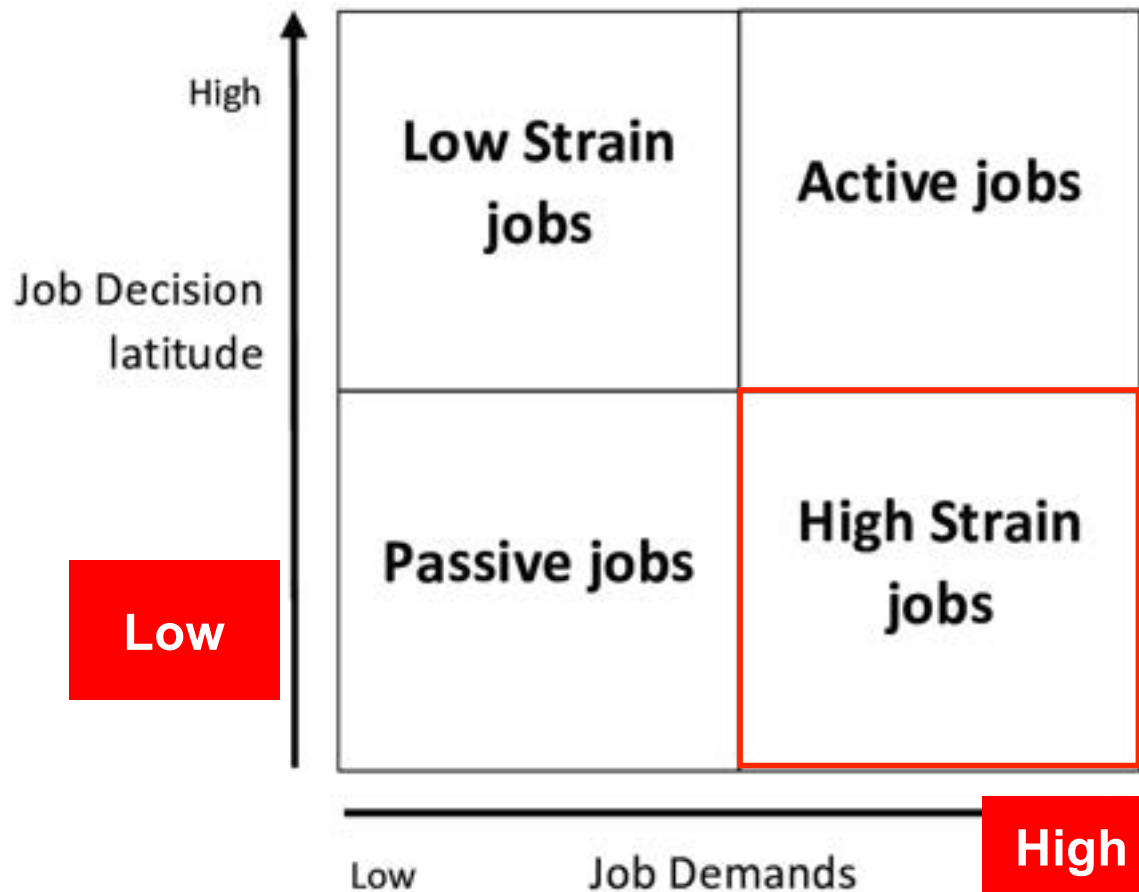 High
Low Strain
jobs
Active jobs
Job Decision
latitude
Passive jobs
High Strain
jobs
Low
Low
Job Demands
High